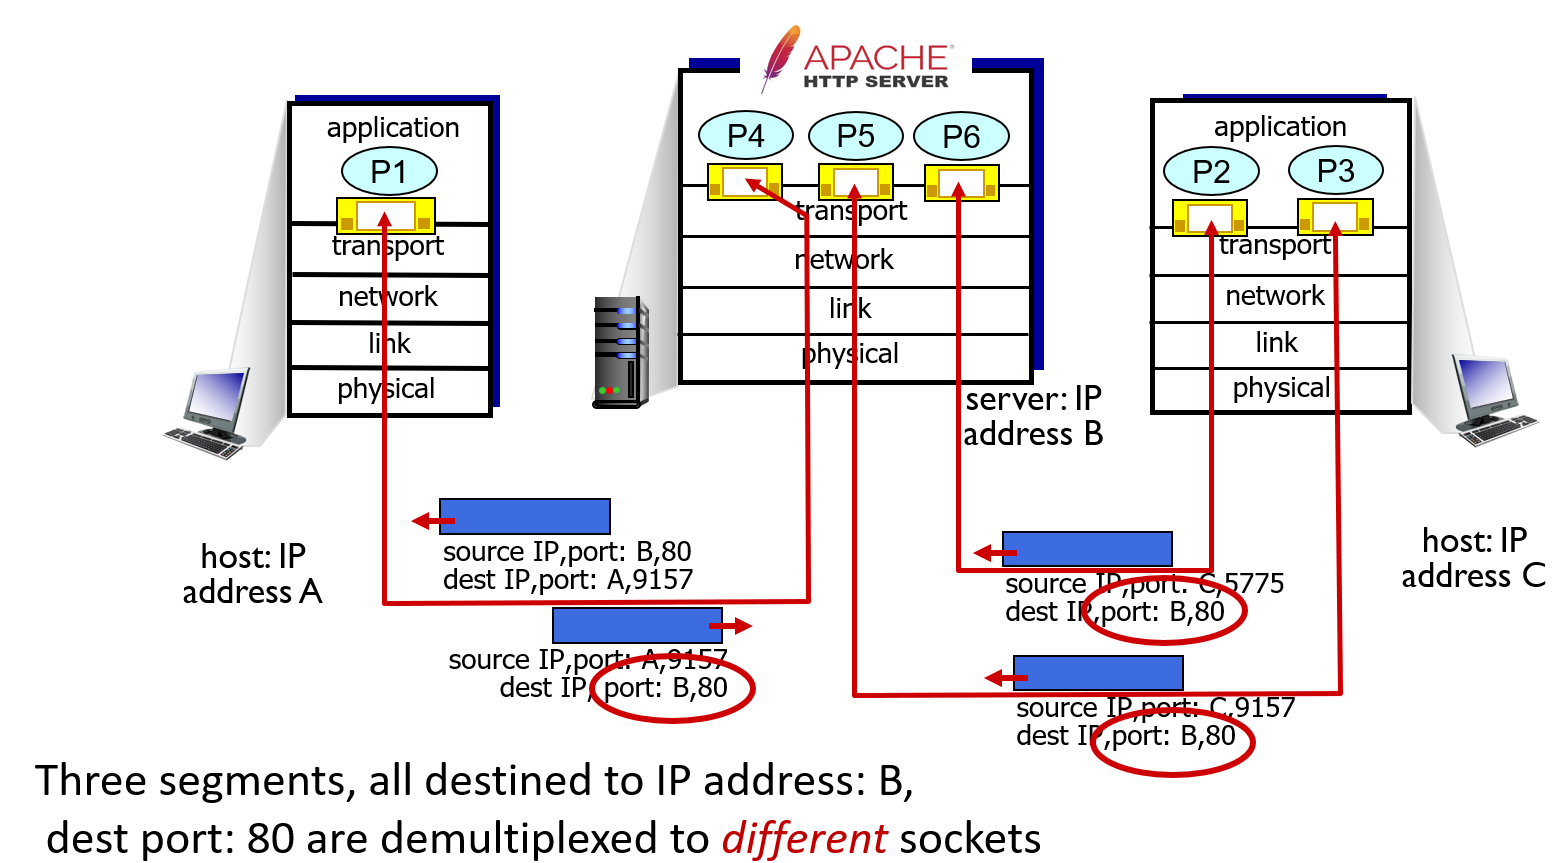 APACHE
HTTP SERVER
application
P1
transport
network
link
physical
P4
P5
P6
transport
network
link
physical
application
P2
P3
transport
network
link
physical
server: IP
address B
host: IP
address A
source IP,port: B,80
dest IP,port: A,9157
source IP,port: A,9157
dest IP, port: B,80
host: IP
address C
source IP,port: C,5775
dest IP,port: B,80
source IP,port: C,9157
dest IP,port: B,80
Three segments, all destined to IP address: B,
dest port: 80 are demultiplexed to different sockets